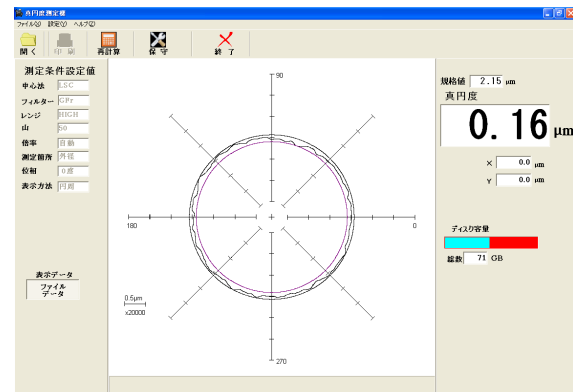 真円度測定機
ファイル(X) 設定(Y) ヘルプ(Z)
開く 印刷 再計算 保守 終了
測定条件設定値
中心法 LSC
フィルター GPr
レンジ HIGH
山 50
倍率 自動
測定箇所 外径
位相 0度
表示方法 円周
表示データ
ファイル
データ
90
180
0
270
0.5μm
x20000
規格値 2.15 μm
真円度
0.16 μm
X 0.0 μm
Y 0.0 μm
ディスク容量
総数 71 GB